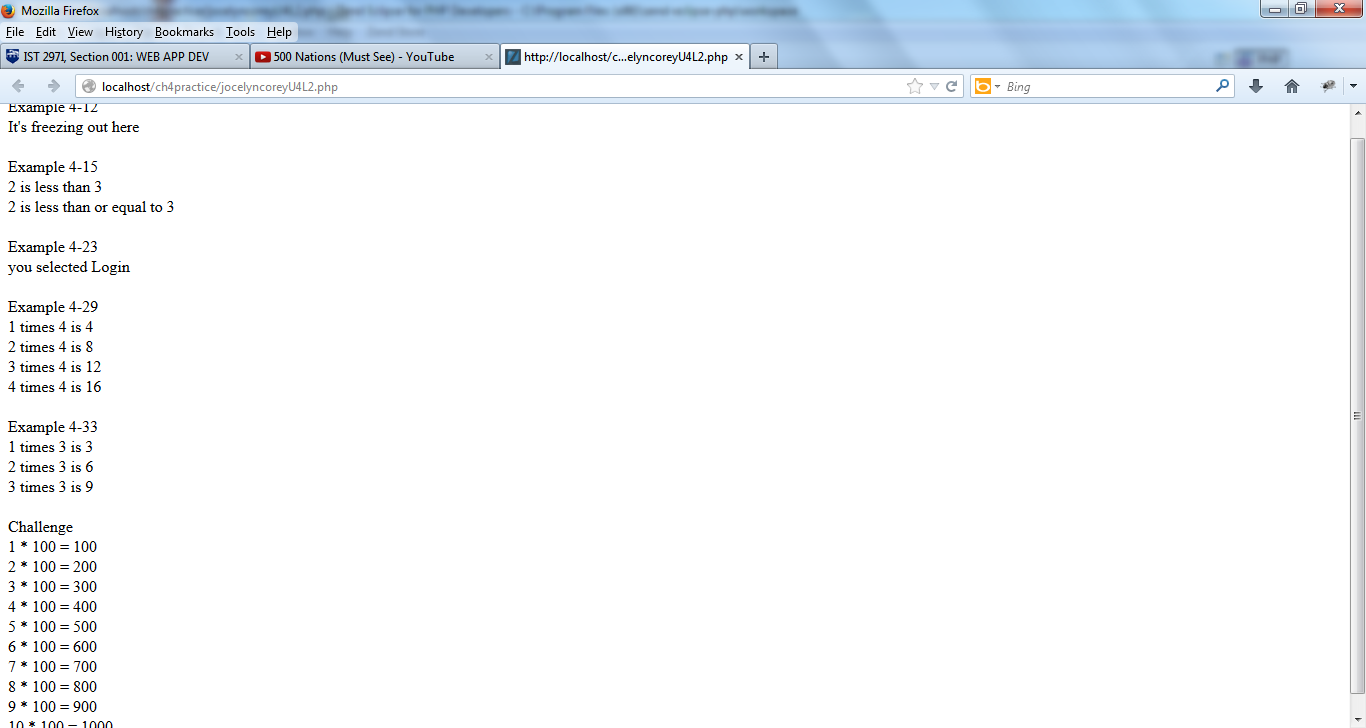 Mozilla Firefox
File Edit View History Bookmarks Tools Help
IST 297I, Section 001: WEB APP DEV
500 Nations (Must See) - YouTube
http://localhost/c...elyncoreyU4L2.php
localhost/ch4practice/jocelyncoreyU4L2.php
Bing
Example 4-12
It's freezing out here
Example 4-15
2 is less than 3
2 is less than or equal to 3
Example 4-23
you selected Login
Example 4-29
1 times 4 is 4
2 times 4 is 8
3 times 4 is 12
4 times 4 is 16
Example 4-33
1 times 3 is 3
2 times 3 is 6
3 times 3 is 9
Challenge
1 * 100 = 100
2 * 100 = 200
3 * 100 = 300
4 * 100 = 400
5 * 100 = 500
6 * 100 = 600
7 * 100 = 700
8 * 100 = 800
9 * 100 = 900
10 * 100 = 1000